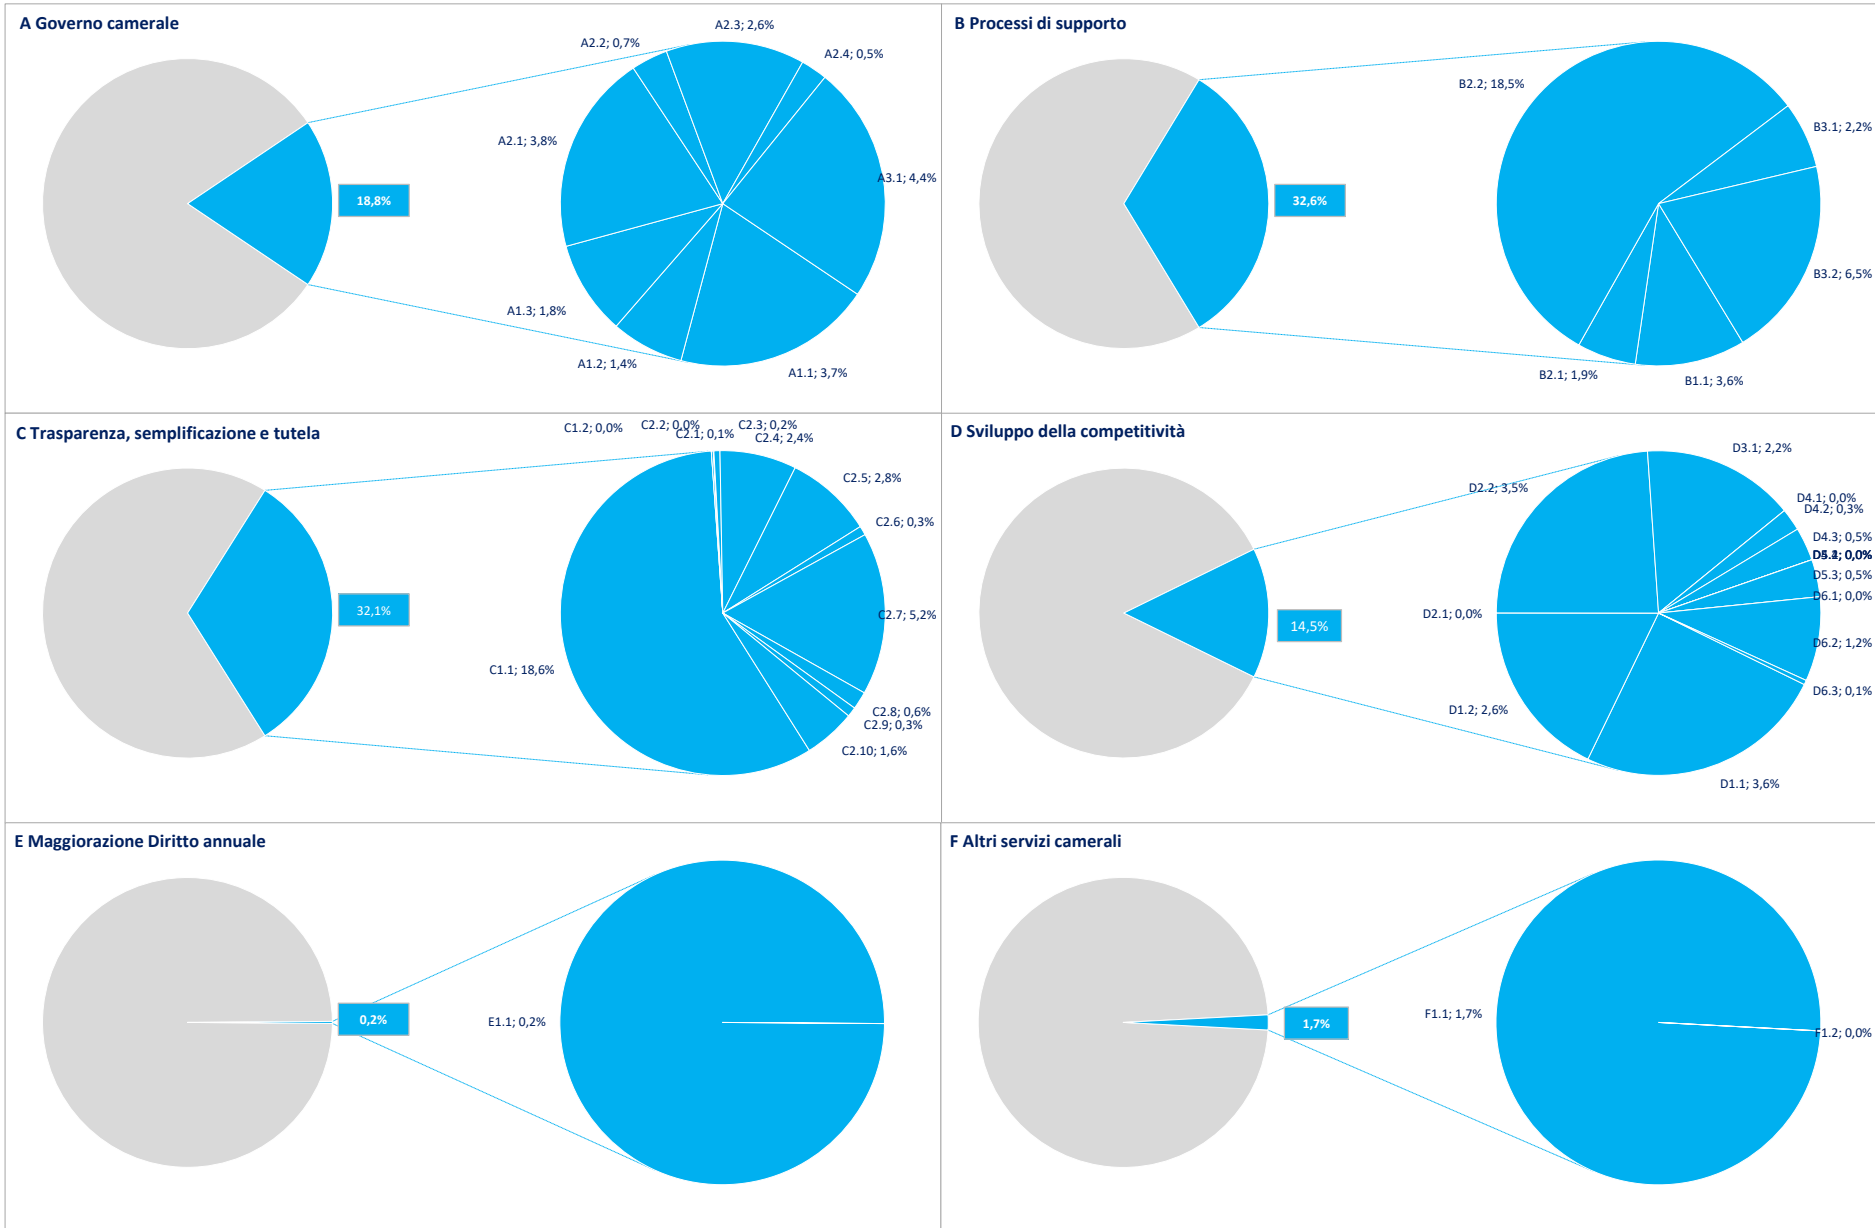 A Governo camerale
A2.3; 2,6%
A2.2; 0,7%
A2.4; 0,5%
A2.1; 3,8%
A3.1; 4,4%
18,8%
A1.3; 1,8%
A1.2; 1,4%
A1.1; 3,7%
B Processi di supporto
B2.2; 18,5%
B3.1; 2,2%
32,6%
B3.2; 6,5%
B2.1; 1,9%
B1.1; 3,6%
C Trasparenza, semplificazione e tutela
C1.2; 0,0%
C2.2; 0,0%
C2.1; 0,1%
C2.3; 0,2%
C2.4; 2,4%
C2.5; 2,8%
C2.6; 0,3%
32,1%
C2.7; 5,2%
C1.1; 18,6%
C2.8; 0,6%
C2.9; 0,3%
C2.10; 1,6%
D Sviluppo della competitività
D3.1; 2,2%
D2.2; 3,5%
D4.1; 0,0%
D4.2; 0,3%
D4.3; 0,5%
D5.3; 0,5%
D6.1; 0,0%
D2.1; 0,0%
14,5%
D6.2; 1,2%
D6.3; 0,1%
D1.2; 2,6%
D1.1; 3,6%
E Maggiorazione Diritto annuale
0,2%
E1.1; 0,2%
F Altri servizi camerali
F1.1; 1,7%
1,7%
F1.2; 0,0%